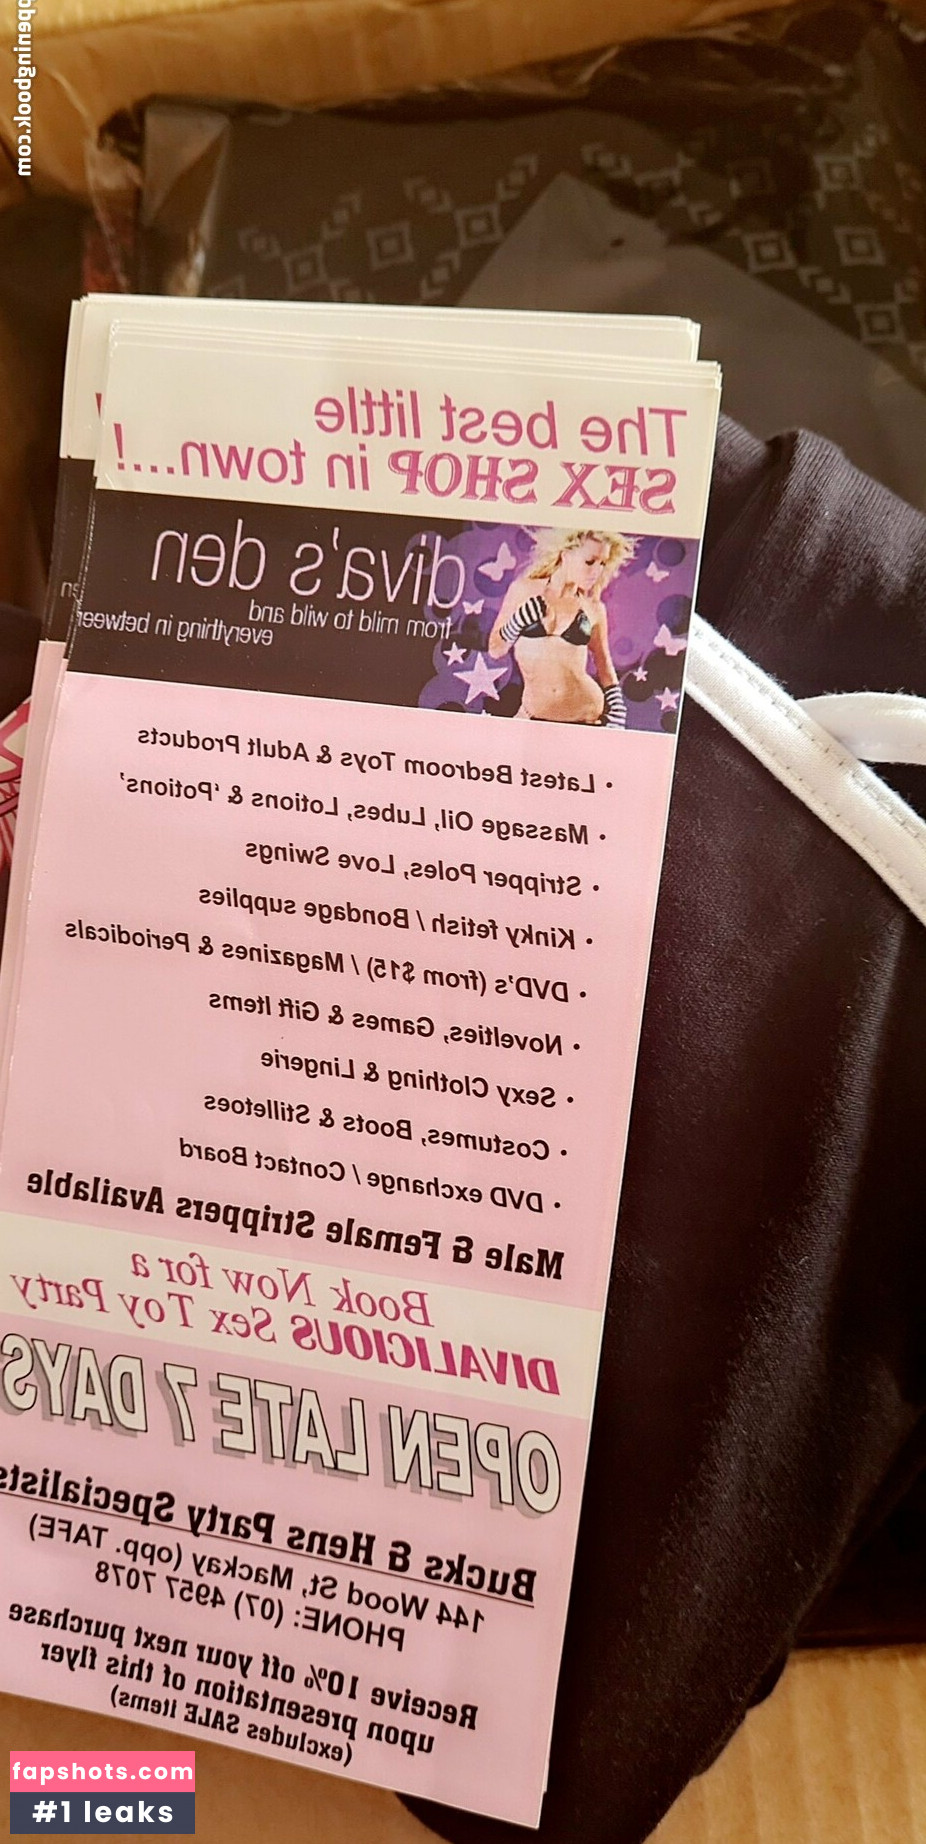 The best little
SEX SHOP in town....!
diva's den
from mild to wild and
everything in between
• Latest Bedroom Toys & Adult Products
• Massage Oil, Lubes, Lotions & 'Potions'
• Stripper Poles, Love Swings
• Kinky fetish / Bondage supplies
• DVD's (from $15) / Magazines & Periodicals
• Novelties, Games & Gift Items
• Sexy Clothing & Lingerie
• Costumes, Boots & Stilletoes
• DVD exchange / Contact Board
Male & Female Strippers Available
Book Now for a
DIVALICIOUS Sex Toy Party
OPEN LATE 7 DAYS
Bucks & Hens Party Specialists
144 Wood St, Mackay (opp. TAFE)
PHONE: (07) 4957 7078
Receive 10% off your next purchase
upon presentation of this flyer
(excludes SALE items)
fapshots.com
#1 leaks